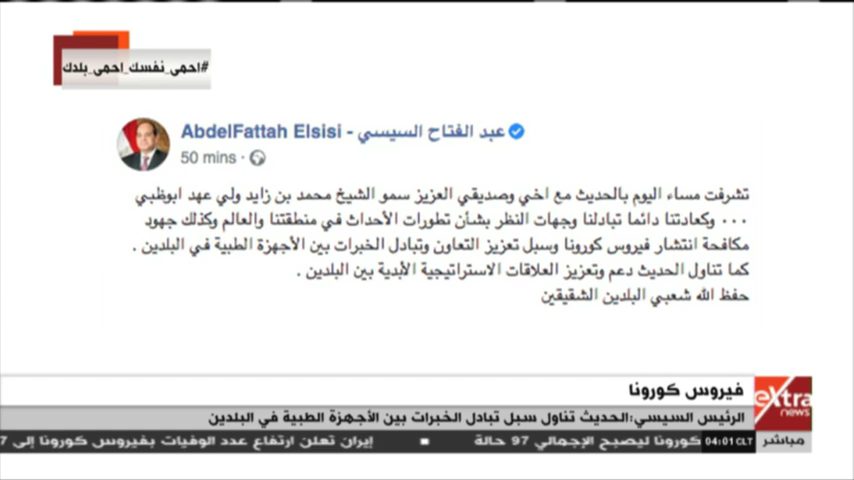 #احمى_نفسك_احمى_بلدك
AbdelFattah Elsisi - عبد الفتاح السيسي
50 mins ·
تشرفت مساء اليوم بالحديث مع اخي وصديقي العزيز سمو الشيخ محمد بن زايد ولي عهد ابوظبي
... وكعادتنا دائما تبادلنا وجهات النظر بشأن تطورات الأحداث في منطقتنا والعالم وكذلك جهود
مكافحة انتشار فيروس كورونا وسبل تعزيز التعاون وتبادل الخبرات بين الأجهزة الطبية في البلدين .
كما تناول الحديث دعم وتعزيز العلاقات الاستراتيجية الأبدية بين البلدين .
حفظ الله شعبي البلدين الشقيقين
فيروس كورونا
الرئيس السيسي:الحديث تناول سبل تبادل الخبرات بين الأجهزة الطبية في البلدين
eXtra
news
مباشر
04:01 CLT
كورونا ليصبح الإجمالي 97 حالة ■ إيران تعلن ارتفاع عدد الوفيات بفيروس كورونا إلى